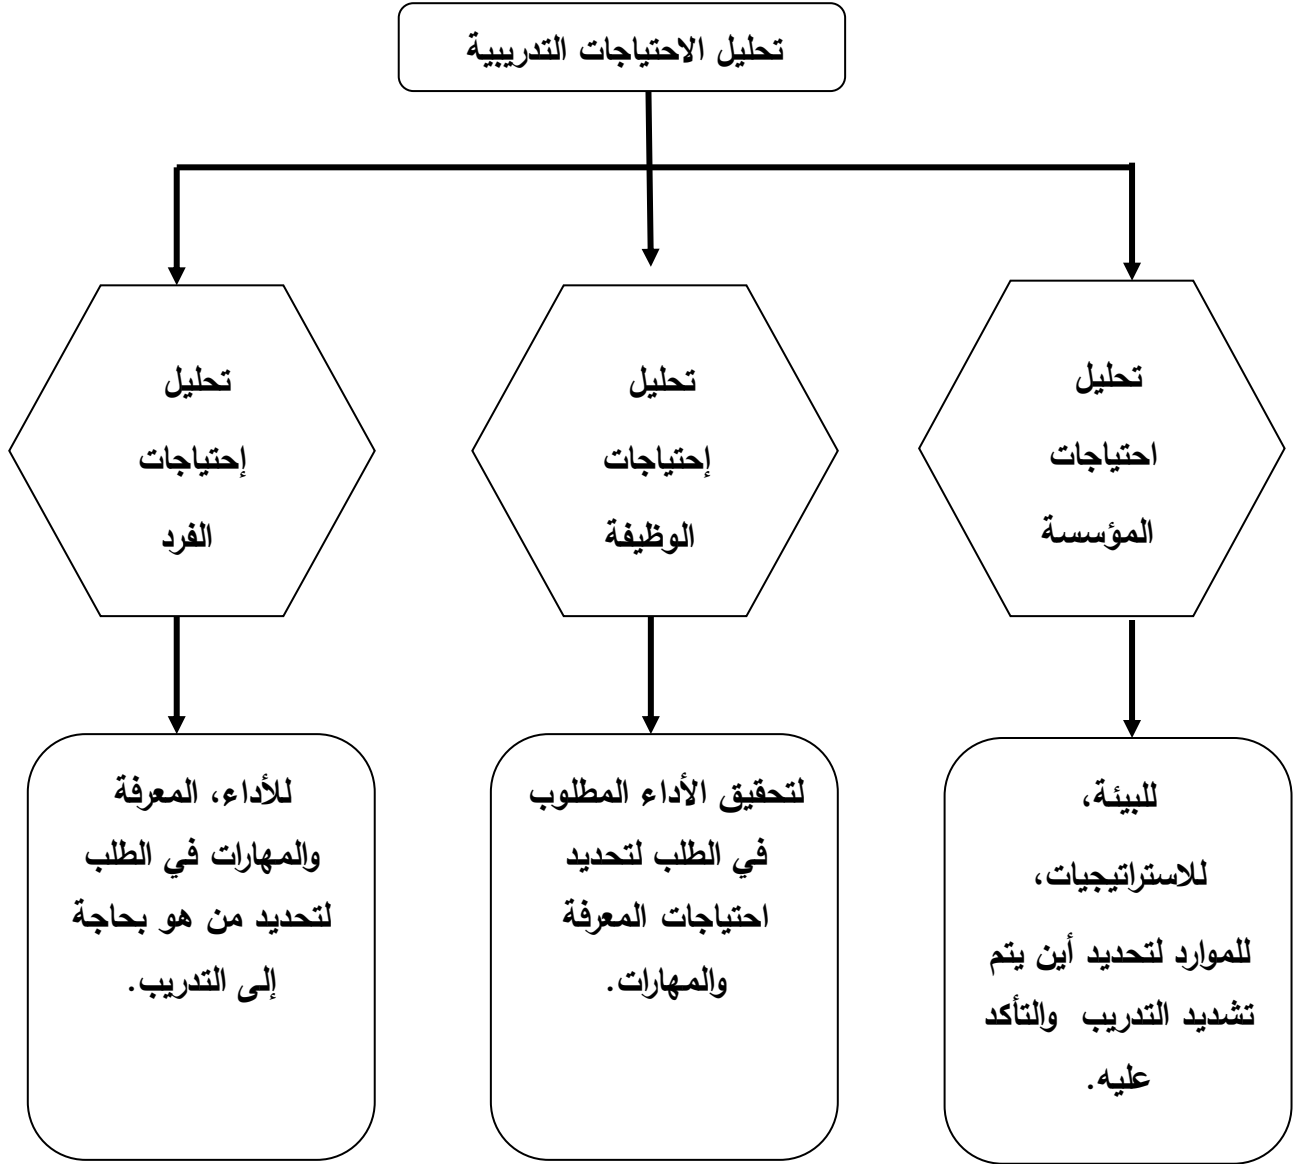 تحليل الاحتياجات التدريبية
تحليل
احتياجات
المؤسسة
تحليل
إحتياجات
الوظيفة
تحليل
إحتياجات
الفرد
للبيئة،
للاستراتيجيات،
للموارد لتحديد أين يتم
تشديد التدريب والتأكد
عليه.
لتحقيق الأداء المطلوب
في الطلب لتحديد
احتياجات المعرفة
والمهارات.
للأداء، المعرفة
والمهارات في الطلب
لتحديد من هو بحاجة
إلى التدريب.